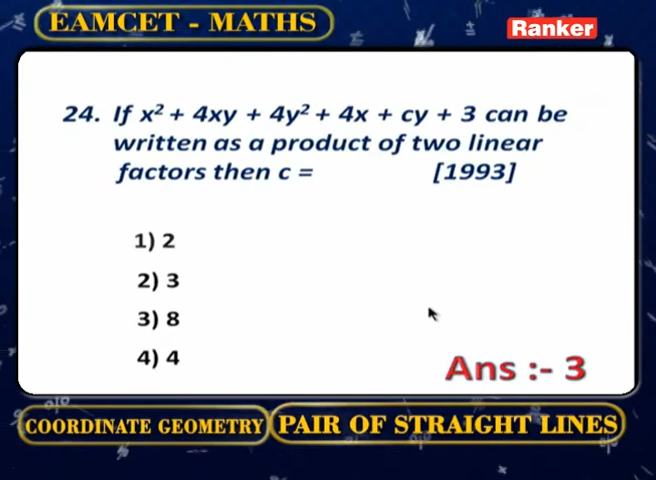 EAMCET - MATHS
Ranker
24. If x² + 4xy + 4y² + 4x + cy + 3 can be
written as a product of two linear
factors then c = [1993]
1) 2
2) 3
3) 8
4) 4
Ans :- 3
COORDINATE GEOMETRY PAIR OF STRAIGHT LINES